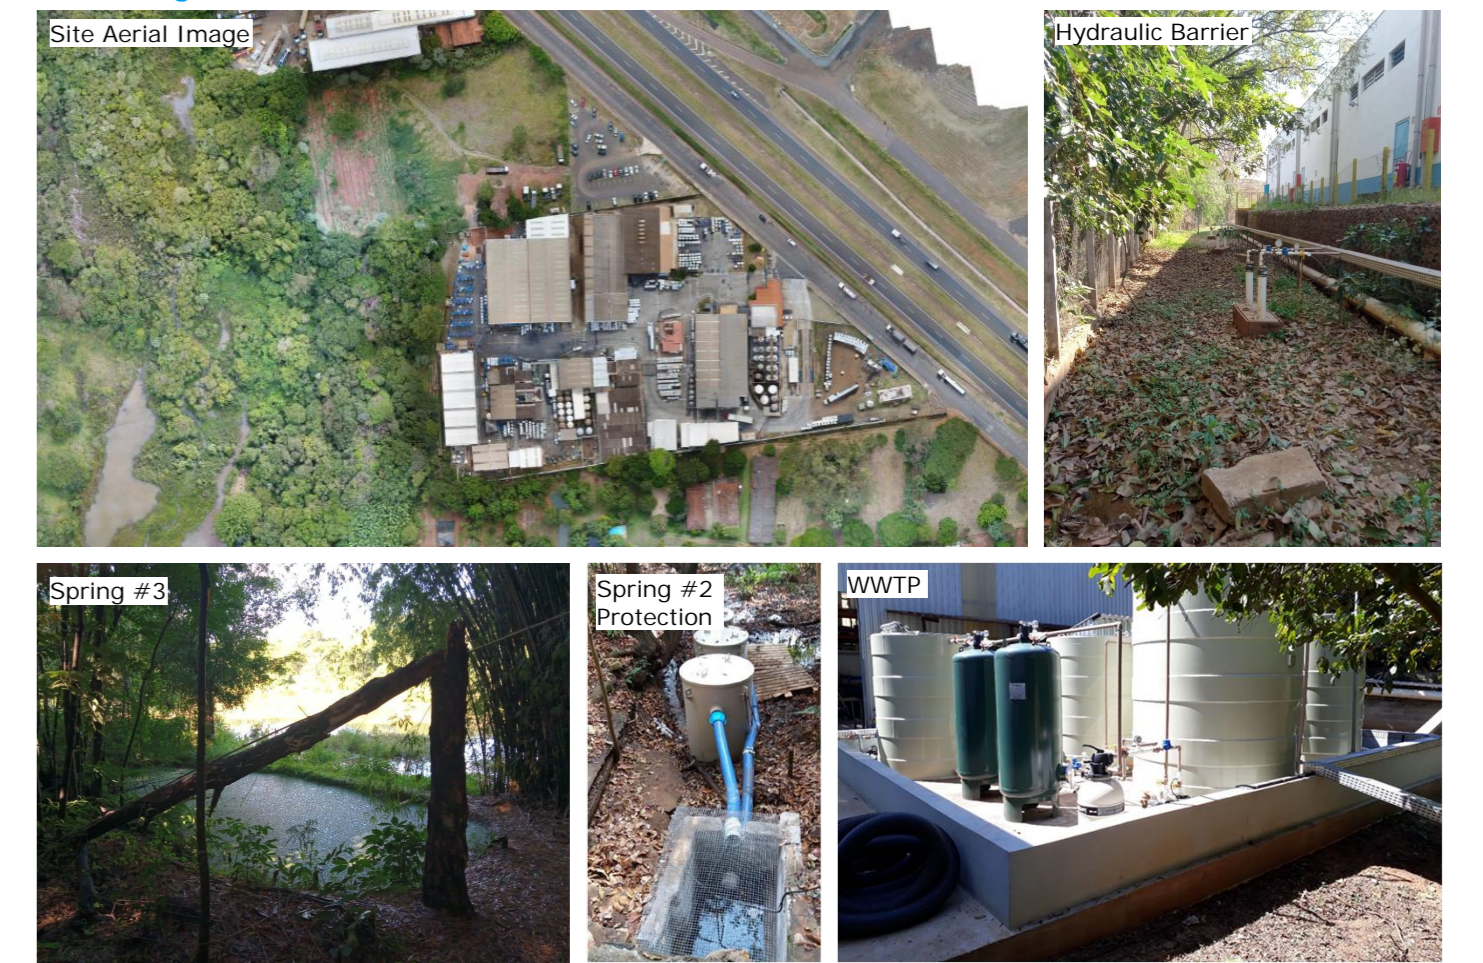 Site Aerial Image
Hydraulic Barrier
Spring #3
Spring #2
Protection
WWTP